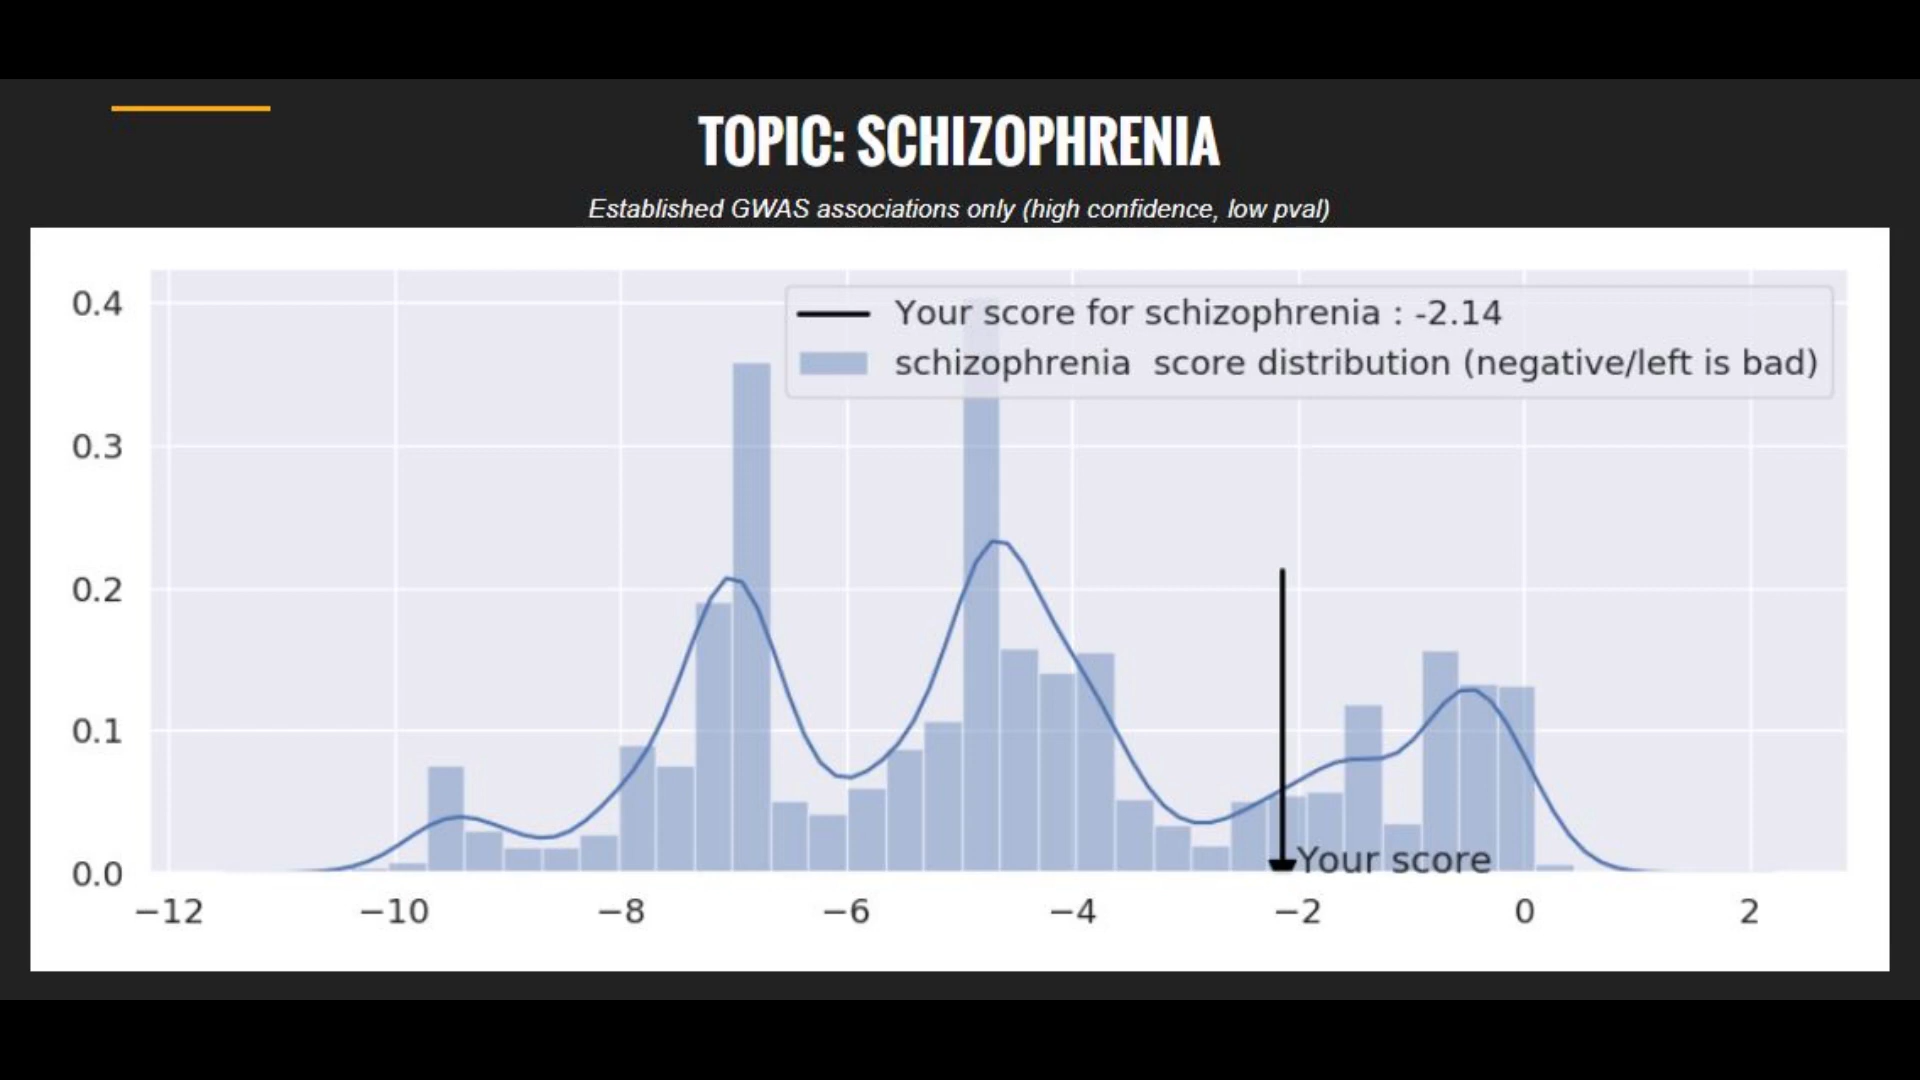 TOPIC: SCHIZOPHRENIA
Established GWAS associations only (high confidence, low pval)
Your score for schizophrenia : -2.14
schizophrenia  score distribution (negative/left is bad)
0.4
0.3
0.2
0.1
0.0
Your score
−12 −10 −8 −6 −4 −2 0 2